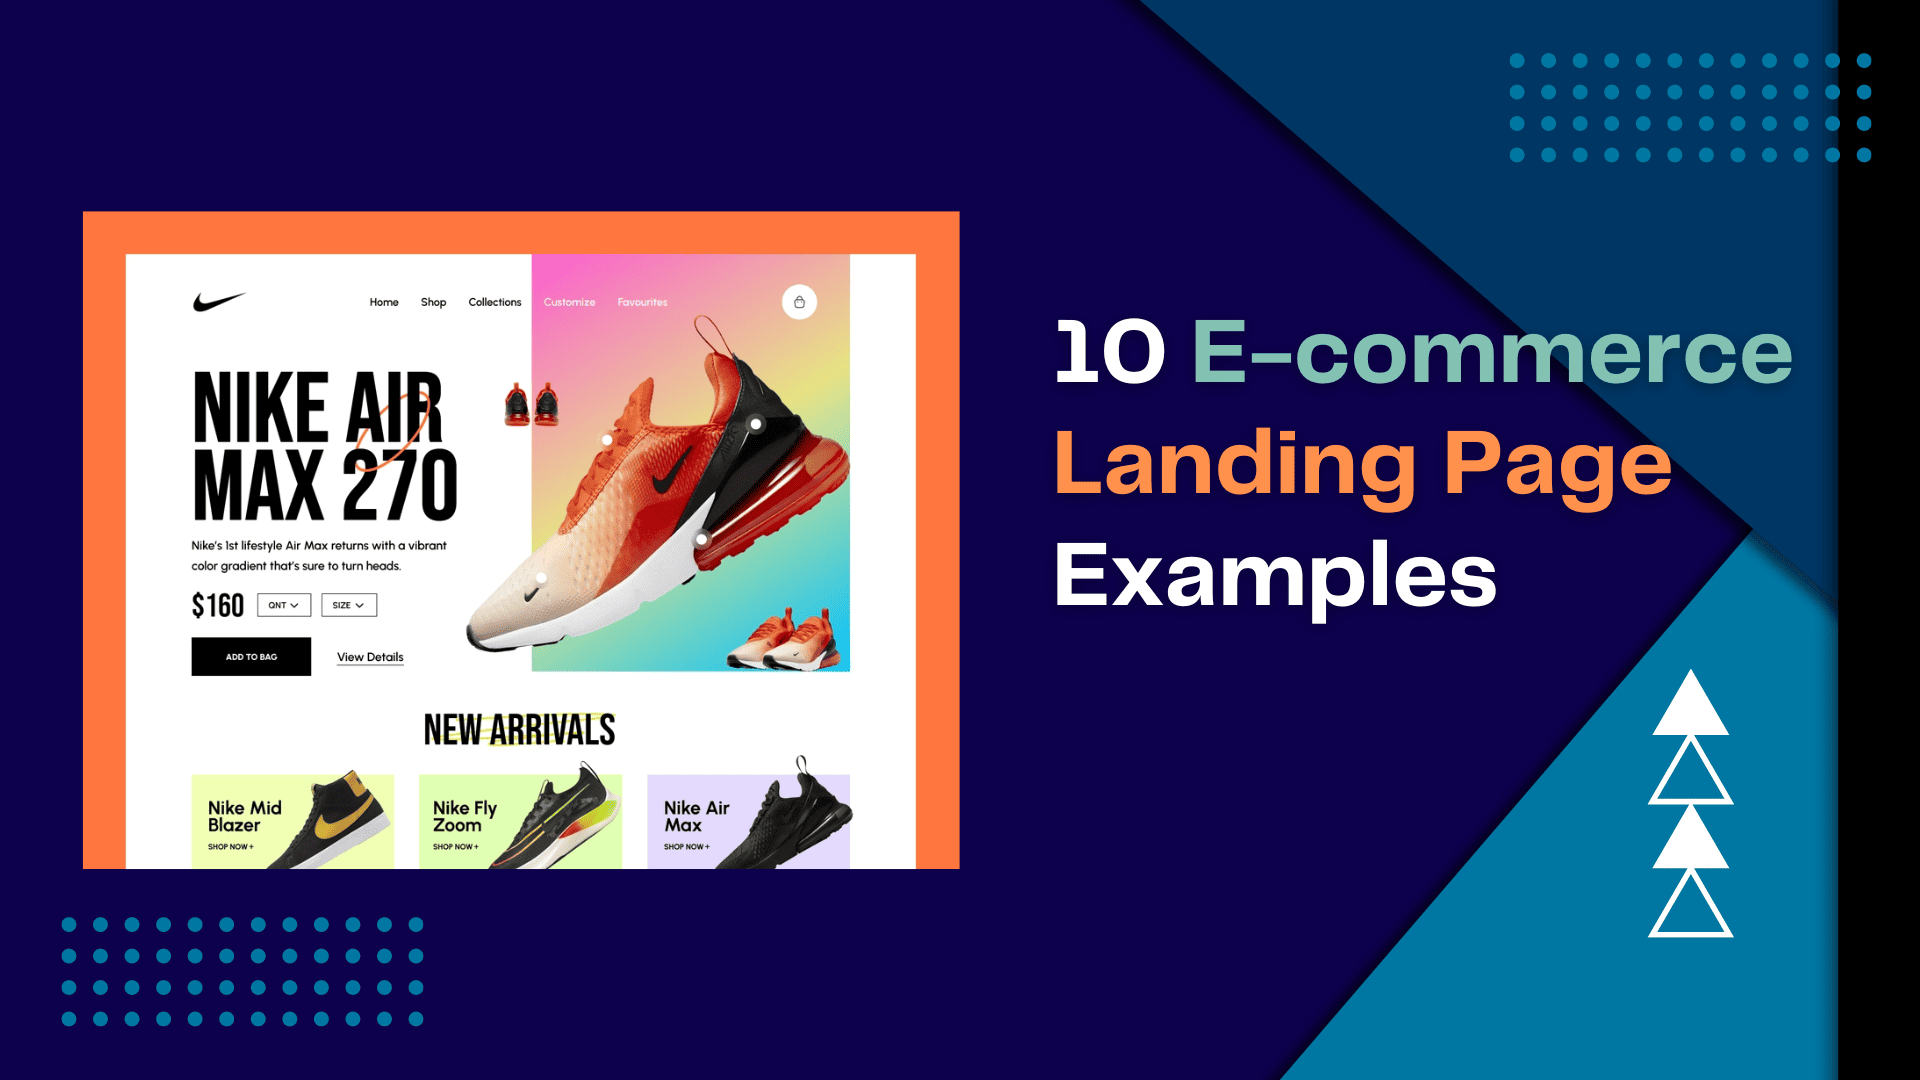 Home Shop Collections Customize Favourites
NIKE AIR
MAX 270
Nike's 1st lifestyle Air Max returns with a vibrant
color gradient that's sure to turn heads.
$160 QNT SIZE
ADD TO BAG View Details
NEW ARRIVALS
Nike Mid
Blazer
SHOP NOW +
Nike Fly
Zoom
SHOP NOW +
Nike Air
Max
SHOP NOW +
10 E-commerce
Landing Page
Examples